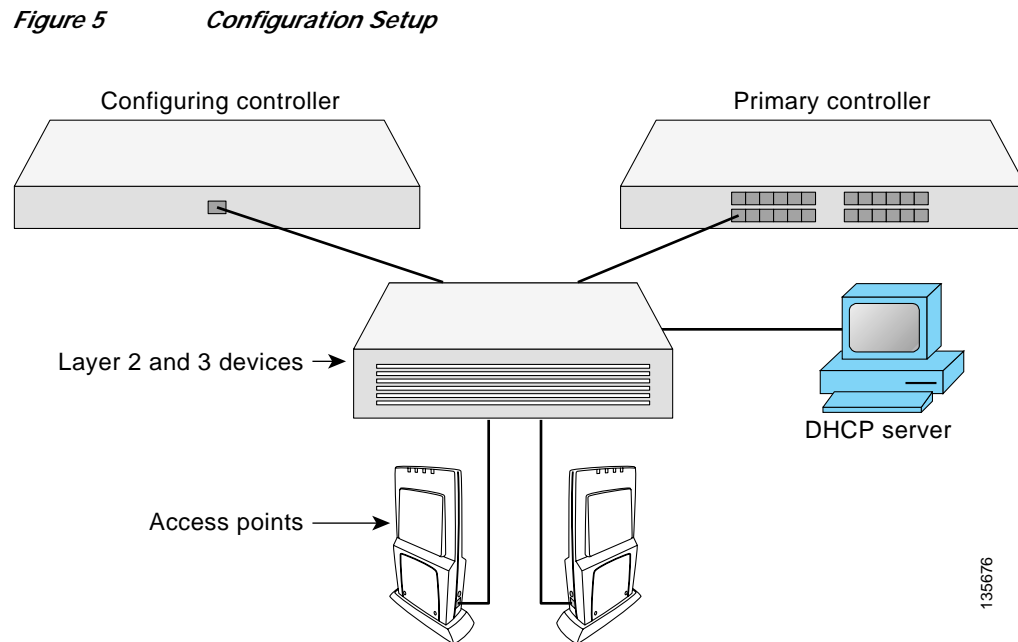 Figure 5 Configuration Setup
Configuring controller
Primary controller
Layer 2 and 3 devices
DHCP server
Access points
135676